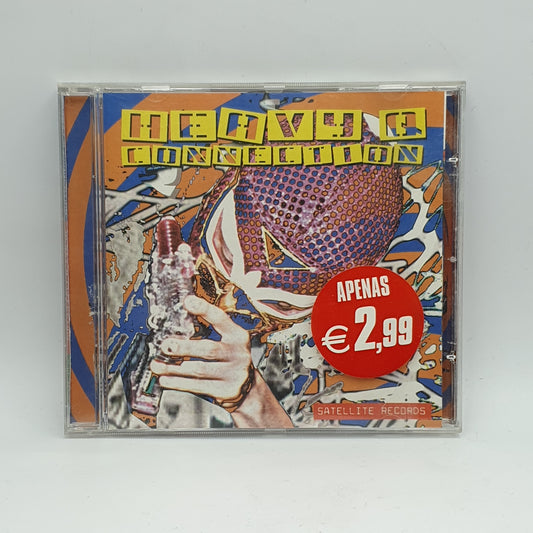 HEAVY Q
CONNECTION
APENAS
€ 2,99
SATELLITE RECORDS